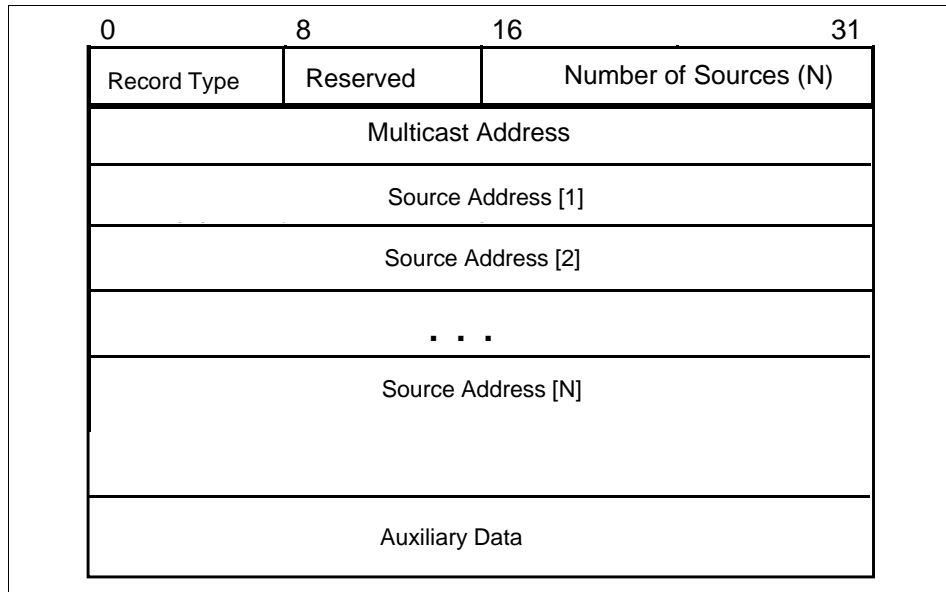 0 8 16 31
Record Type Reserved Number of Sources (N)
Multicast Address
Source Address [1]
Source Address [2]
. . .
Source Address [N]
Auxiliary Data